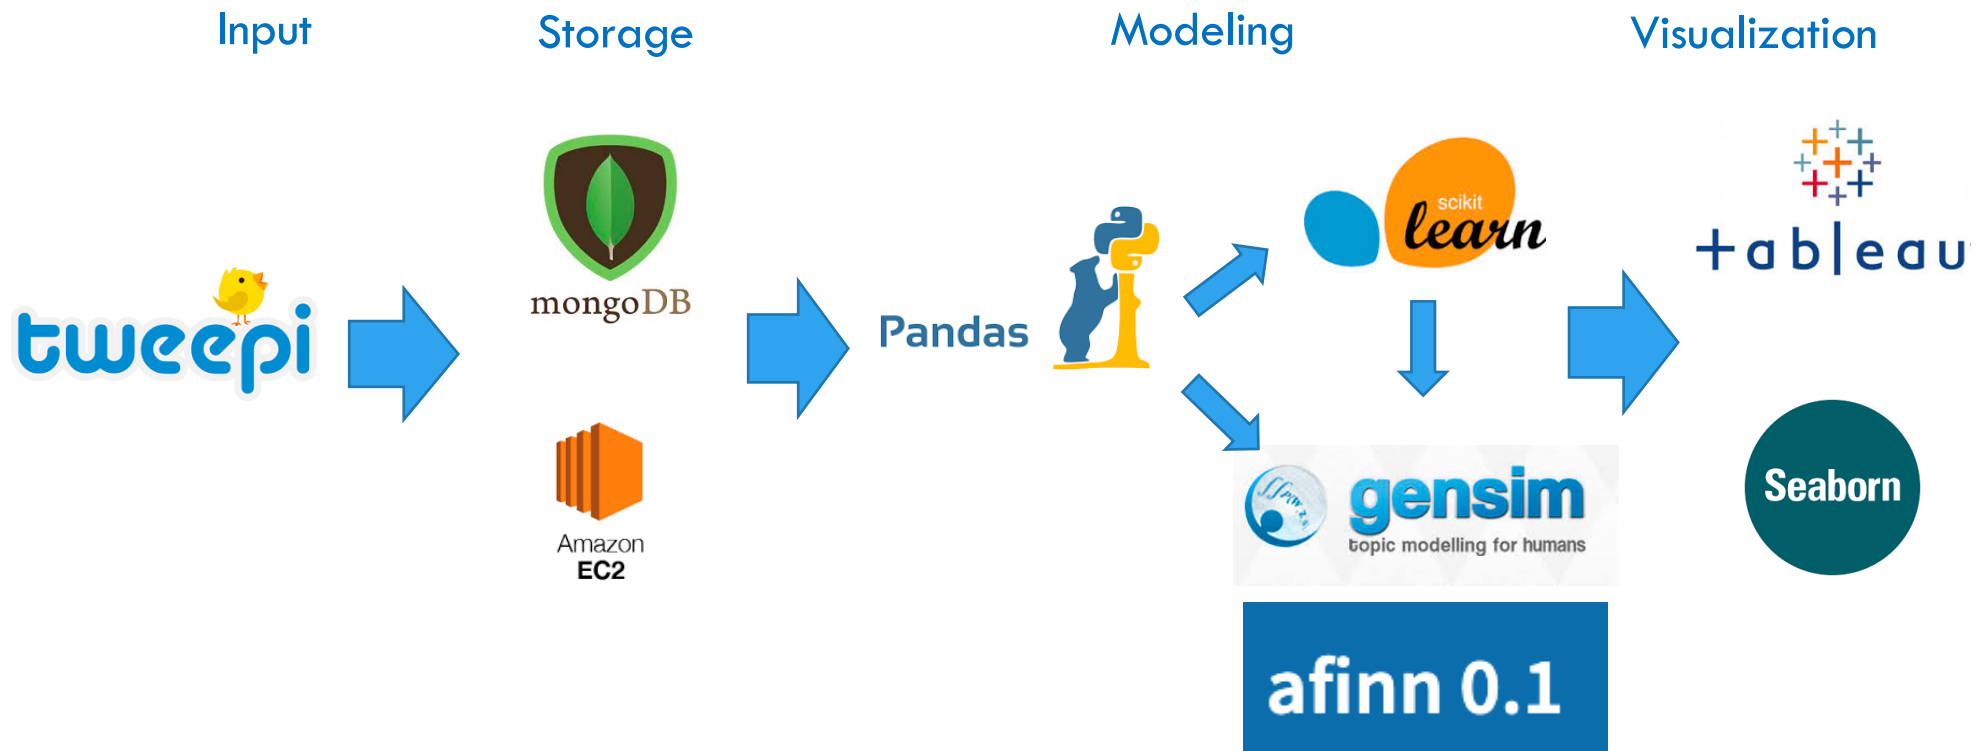 Input
Storage
Modeling
Visualization
tweepi
mongoDB
Amazon
EC2
Pandas
scikit
learn
gensim
topic modelling for humans
afinn 0.1
+ableau
Seaborn